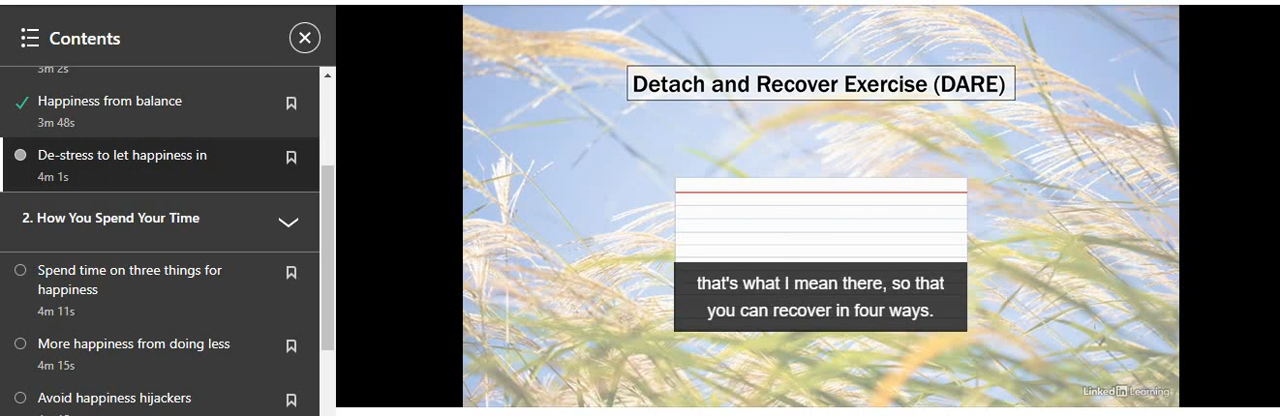 Contents
3m 2s
Happiness from balance
3m 48s
De-stress to let happiness in
4m 1s
2. How You Spend Your Time
Spend time on three things for
happiness
4m 11s
More happiness from doing less
4m 15s
Avoid happiness hijackers
Detach and Recover Exercise (DARE)
that's what I mean there, so that
you can recover in four ways.
Linked in Learning